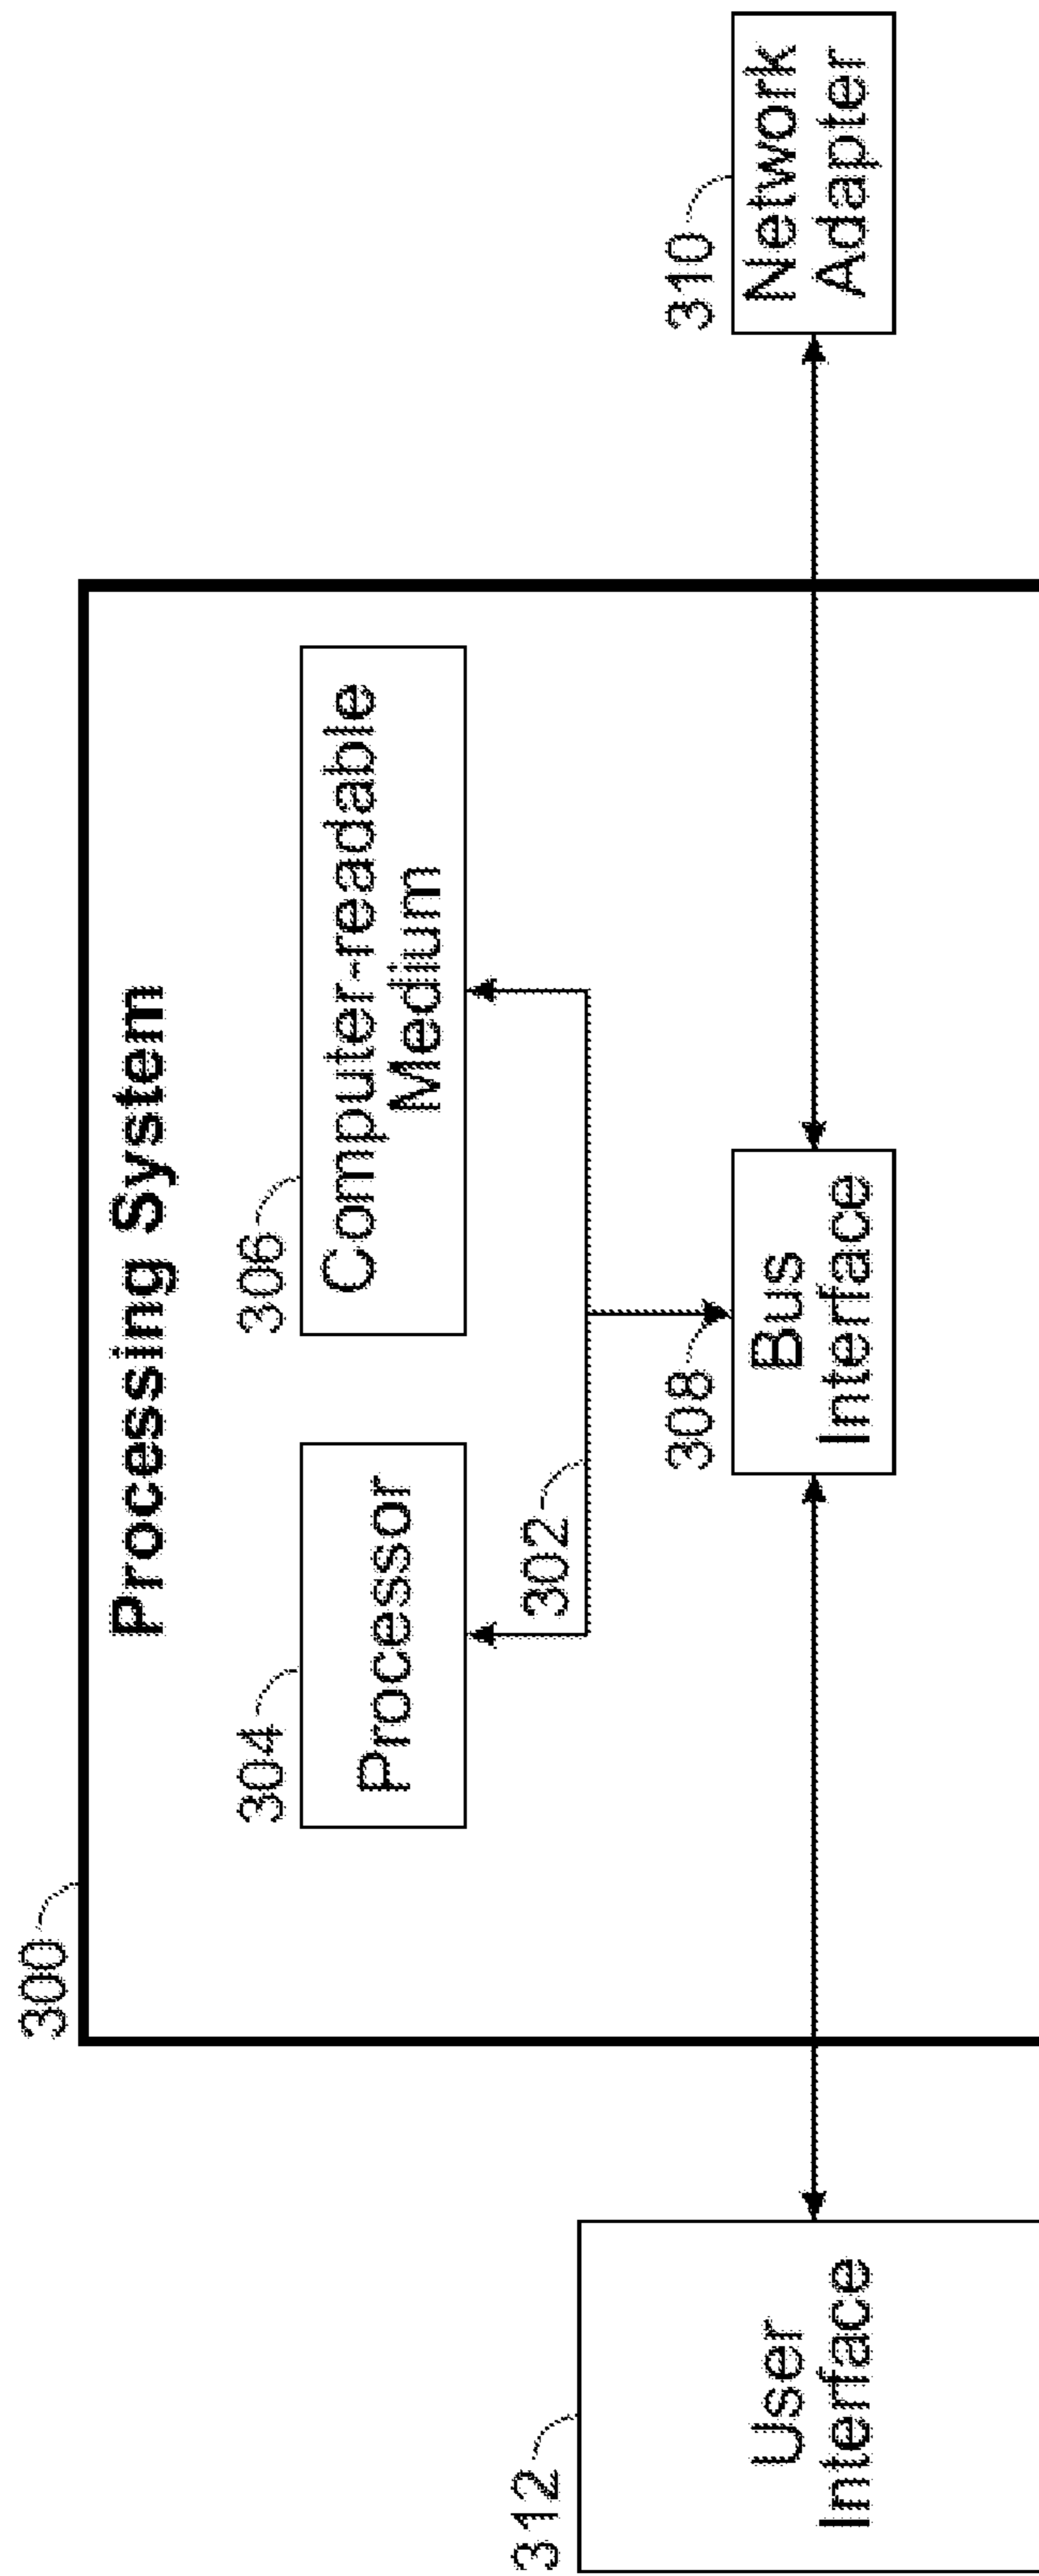 300
Processing System
304
Processor
306
Computer-readable
Medium
302
308
Bus
Interface
310
Network
Adapter
312
User
Interface